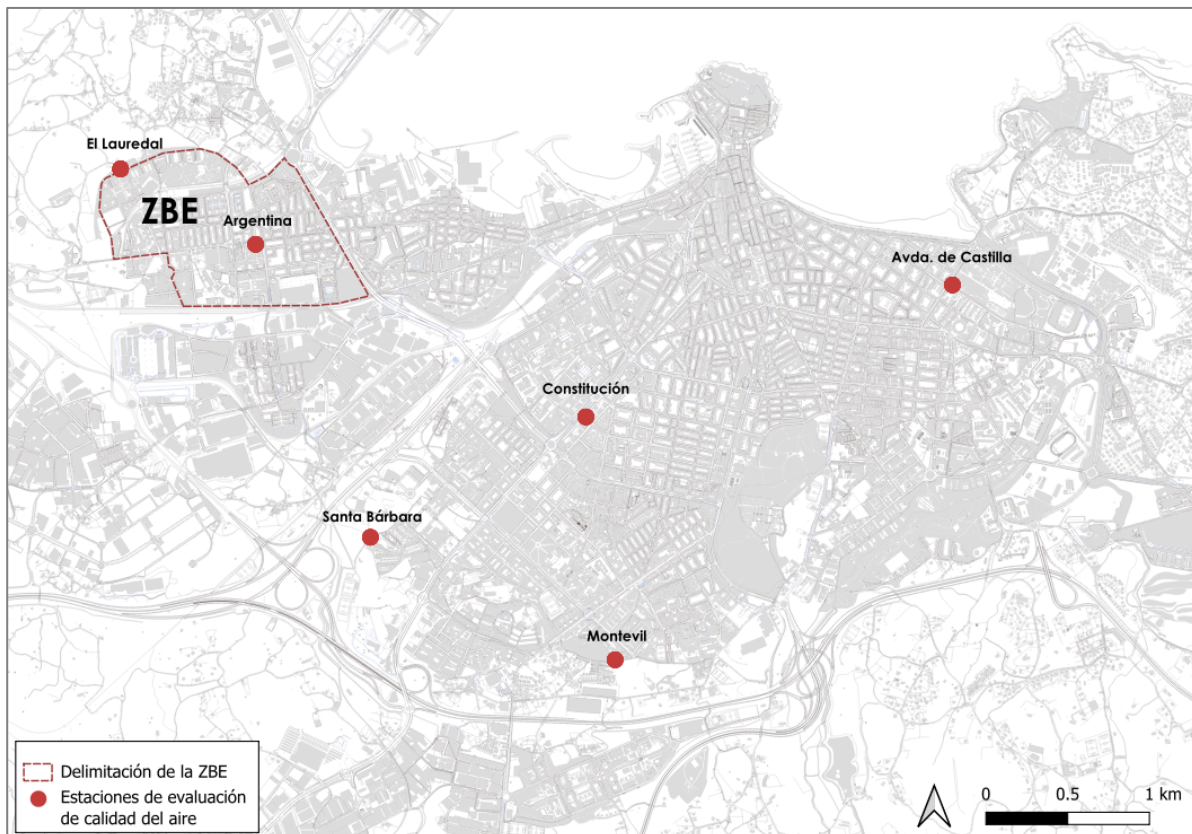 El Lauredal
ZBE
Argentina
Avda. de Castilla
Constitución
Santa Bárbara
Montevil
Delimitación de la ZBE
Estaciones de evaluación
de calidad del aire
0 0.5 1 km